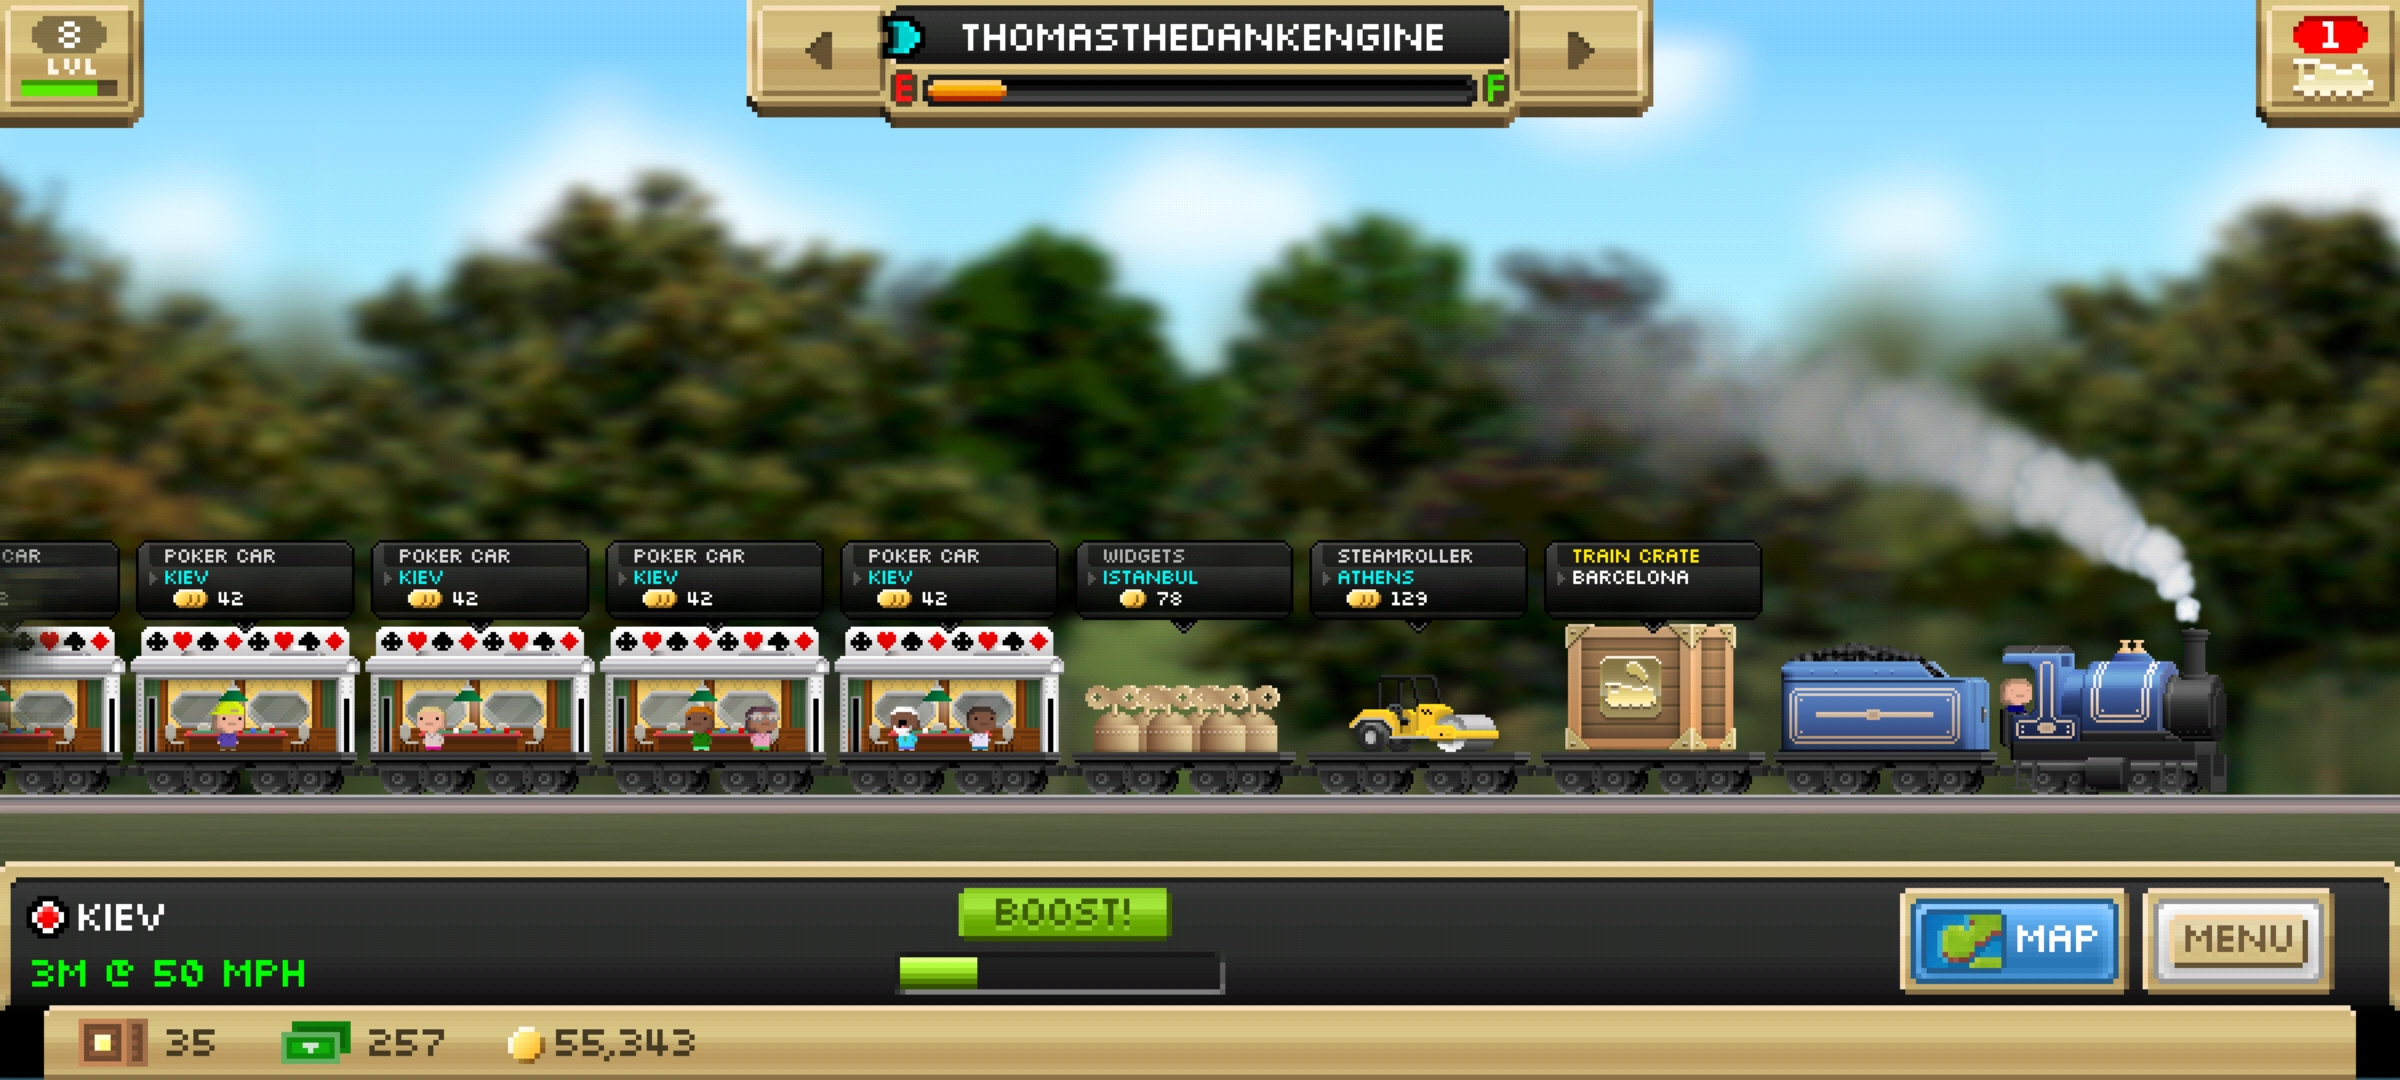 8
LVL
THOMASTHEDANKENGINE
E
F
1
CAR
2
POKER CAR
KIEV
42
POKER CAR
KIEV
42
POKER CAR
KIEV
42
POKER CAR
KIEV
42
WIDGETS
ISTANBUL
78
STEAMROLLER
ATHENS
129
TRAIN CRATE
BARCELONA
KIEV
3M @ 50 MPH
BOOST!
MAP
MENU
35
257
55,343